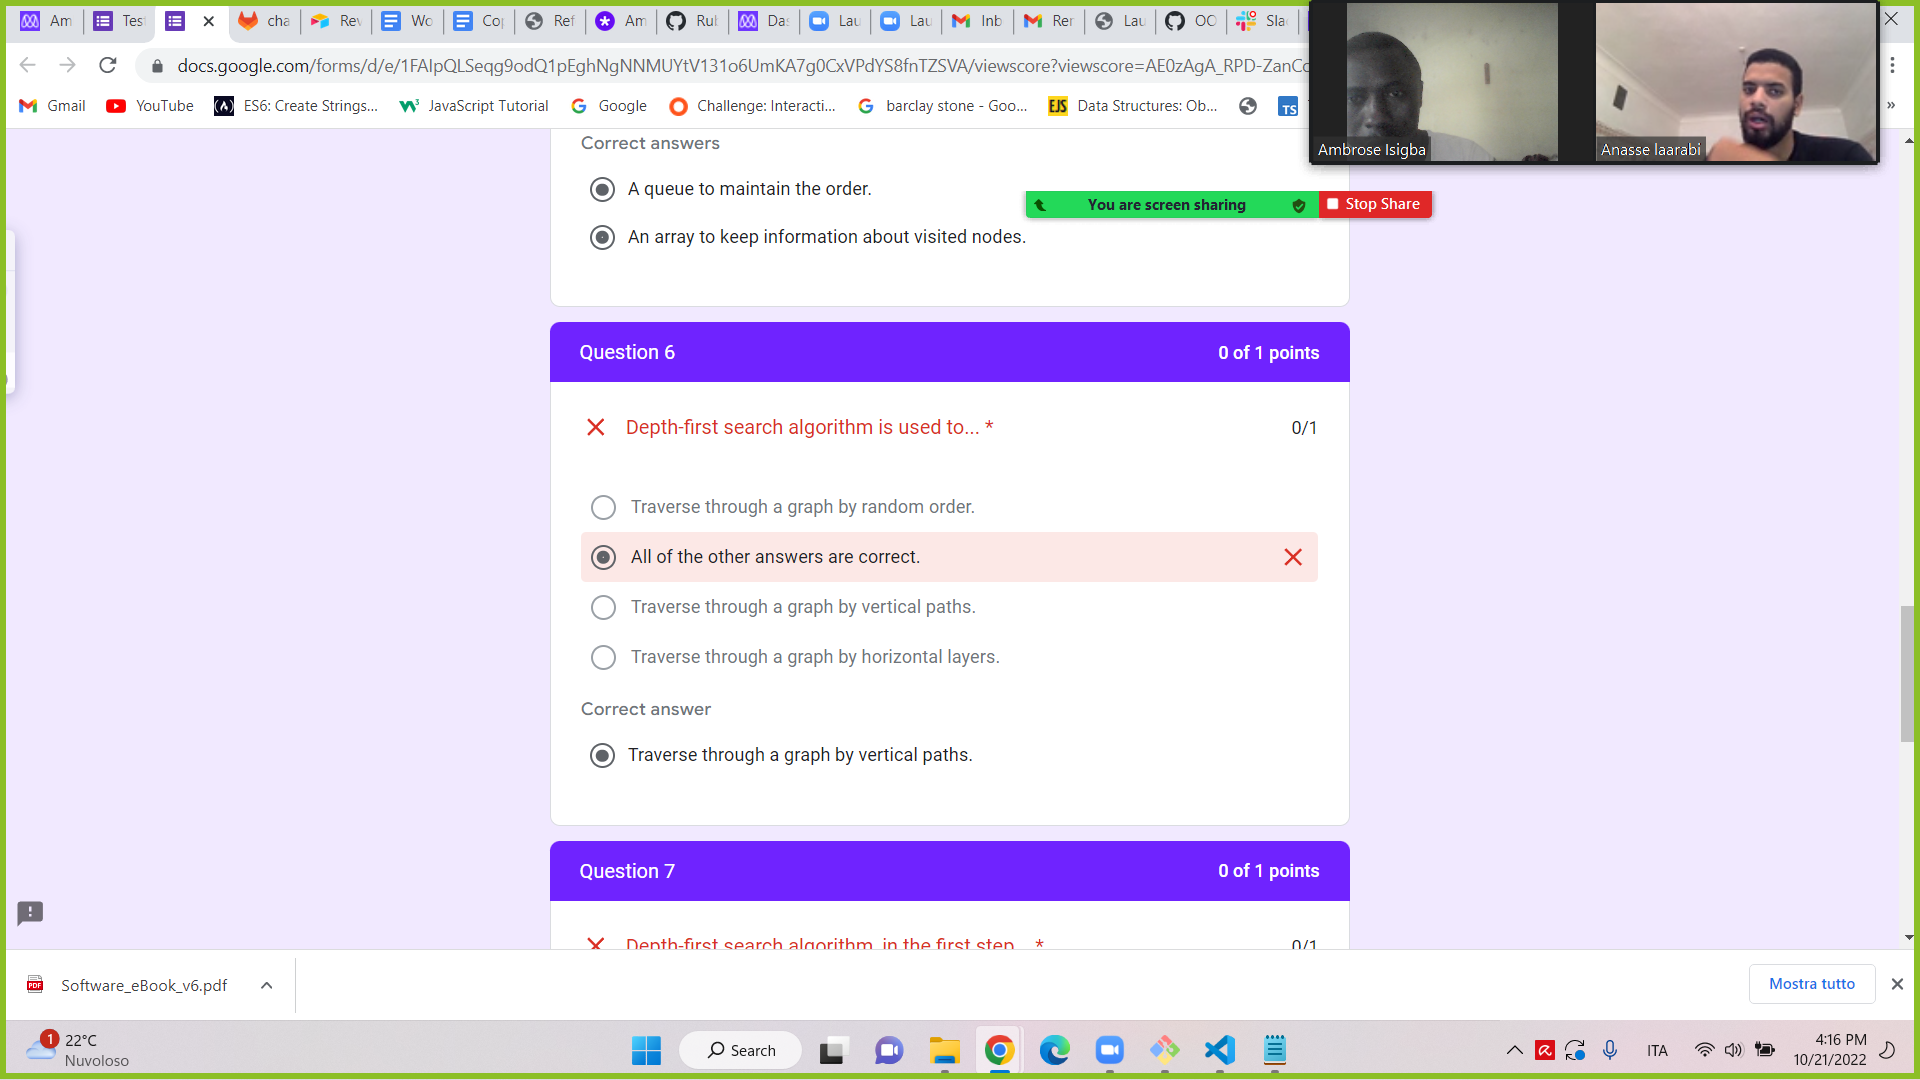 Am
Test
cha
Rev
Wo
Co
Ref
Am
Rub
Das
Lau
Lau
Inb
Rer
Lau
OC
Sla
docs.google.com/forms/d/e/1FAIpQLSeqg9odQ1pEghNgNNMUYtV131o6UmKA7g0CxVPdYS8fnTZSVA/viewscore?viewscore=AE0zAgA_RPD-ZanCc
Gmail
YouTube
ES6: Create Strings...
JavaScript Tutorial
Google
Challenge: Interacti...
barclay stone - Goo...
EJS
Data Structures: Ob...
TS
»
Ambrose Isigba
Anasse laarabi
You are screen sharing
Stop Share
Correct answers
A queue to maintain the order.
An array to keep information about visited nodes.
Question 6
0 of 1 points
Depth-first search algorithm is used to... *
0/1
Traverse through a graph by random order.
All of the other answers are correct.
Traverse through a graph by vertical paths.
Traverse through a graph by horizontal layers.
Correct answer
Traverse through a graph by vertical paths.
Question 7
0 of 1 points
Depth-first search algorithm, in the first step... *
0/1
PDF
Software_eBook_v6.pdf
Mostra tutto
1
22°C
Nuvoloso
Search
ITA
4:16 PM
10/21/2022